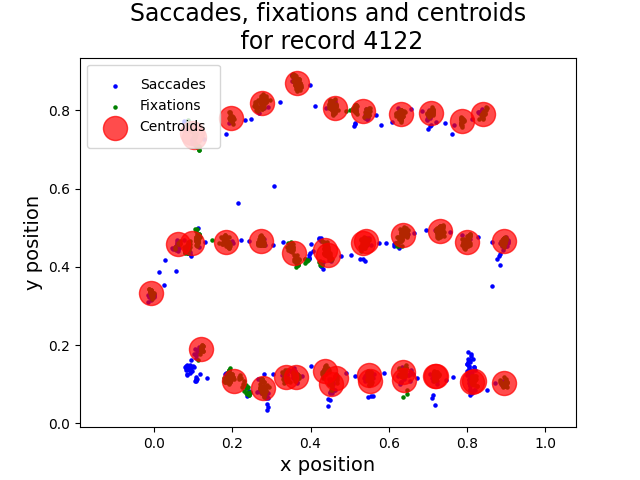 Saccades, fixations and centroids
for record 4122
Saccades
Fixations
Centroids
0.8
0.6
0.4
0.2
0.0
y position
0.0 0.2 0.4 0.6 0.8 1.0
x position